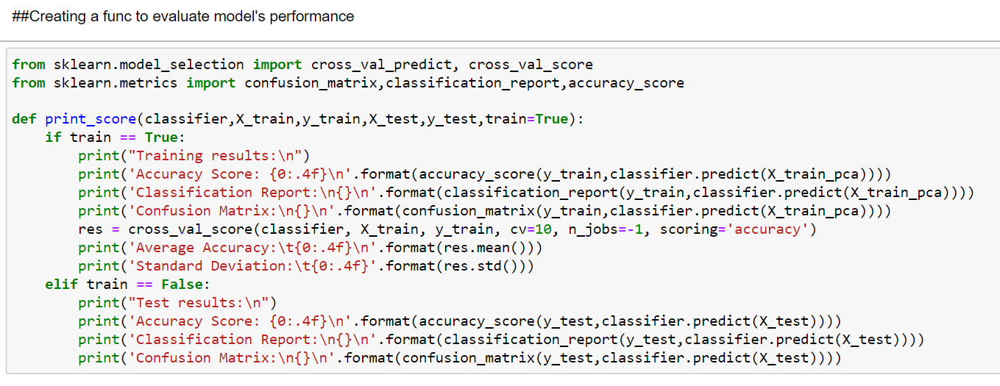 ##Creating a func to evaluate model's performance
from sklearn.model_selection import cross_val_predict, cross_val_score
from sklearn.metrics import confusion_matrix,classification_report,accuracy_score
def print_score(classifier,X_train,y_train,X_test,y_test,train=True):
    if train == True:
        print("Training results:\n")
        print('Accuracy Score: {0:.4f}\n'.format(accuracy_score(y_train,classifier.predict(X_train_pca))))
        print('Classification Report:\n{}\n'.format(classification_report(y_train,classifier.predict(X_train_pca))))
        print('Confusion Matrix:\n{}\n'.format(confusion_matrix(y_train,classifier.predict(X_train_pca))))
        res = cross_val_score(classifier, X_train, y_train, cv=10, n_jobs=-1, scoring='accuracy')
        print('Average Accuracy:\t{0:.4f}\n'.format(res.mean()))
        print('Standard Deviation:\t{0:.4f}'.format(res.std()))
    elif train == False:
        print("Test results:\n")
        print('Accuracy Score: {0:.4f}\n'.format(accuracy_score(y_test,classifier.predict(X_test))))
        print('Classification Report:\n{}\n'.format(classification_report(y_test,classifier.predict(X_test))))
        print('Confusion Matrix:\n{}\n'.format(confusion_matrix(y_test,classifier.predict(X_test))))